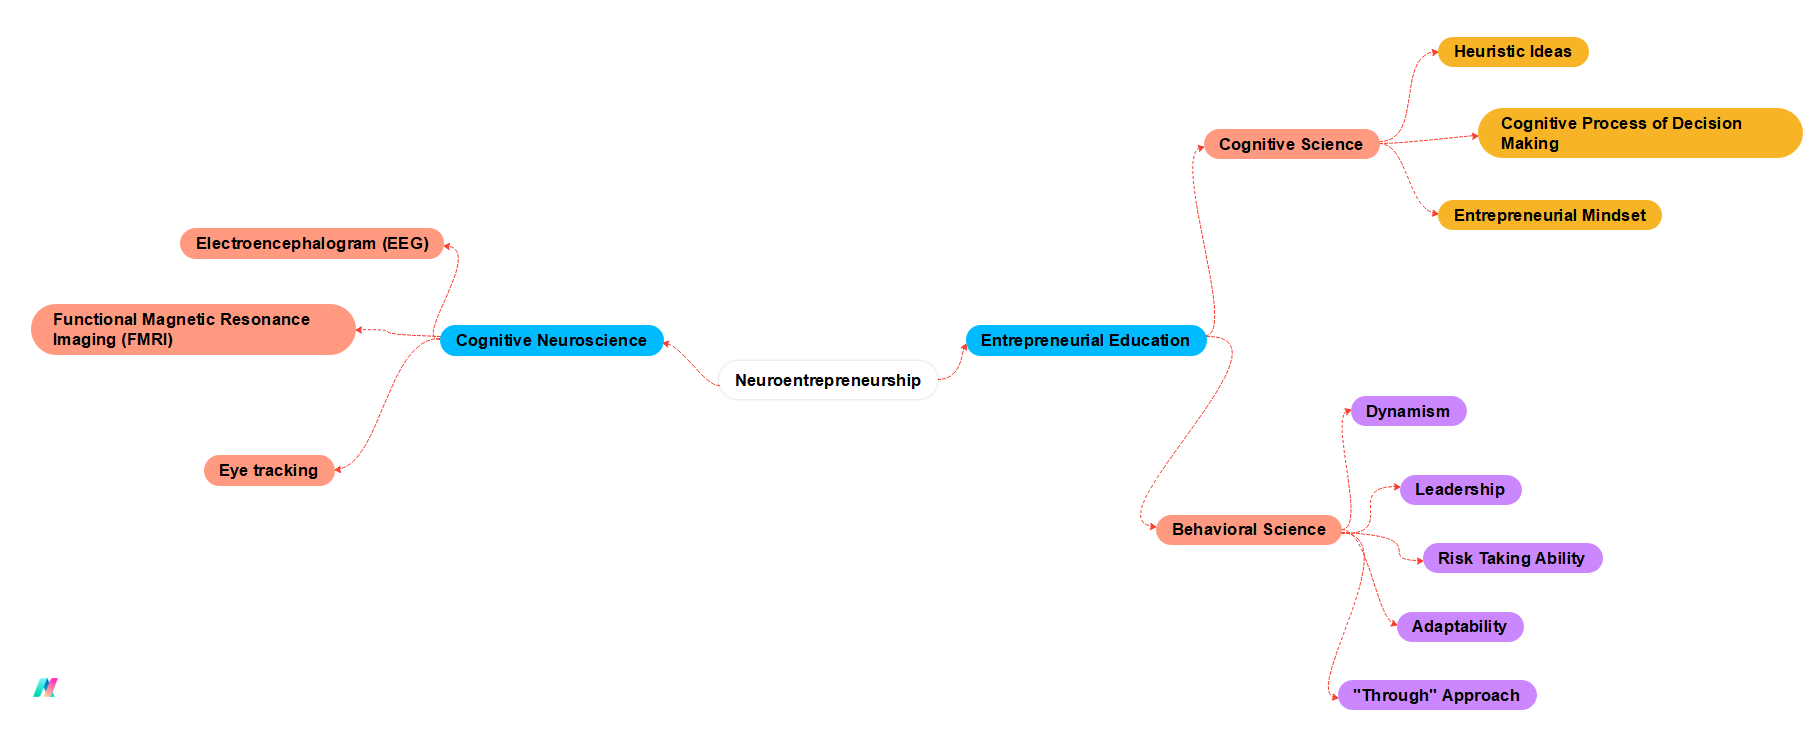 Heuristic Ideas
Cognitive Process of Decision
Making
Cognitive Science
Entrepreneurial Mindset
Electroencephalogram (EEG)
Functional Magnetic Resonance
Imaging (FMRI)
Cognitive Neuroscience
Entrepreneurial Education
Neuroentrepreneurship
Eye tracking
Dynamism
Leadership
Behavioral Science
Risk Taking Ability
Adaptability
"Through" Approach